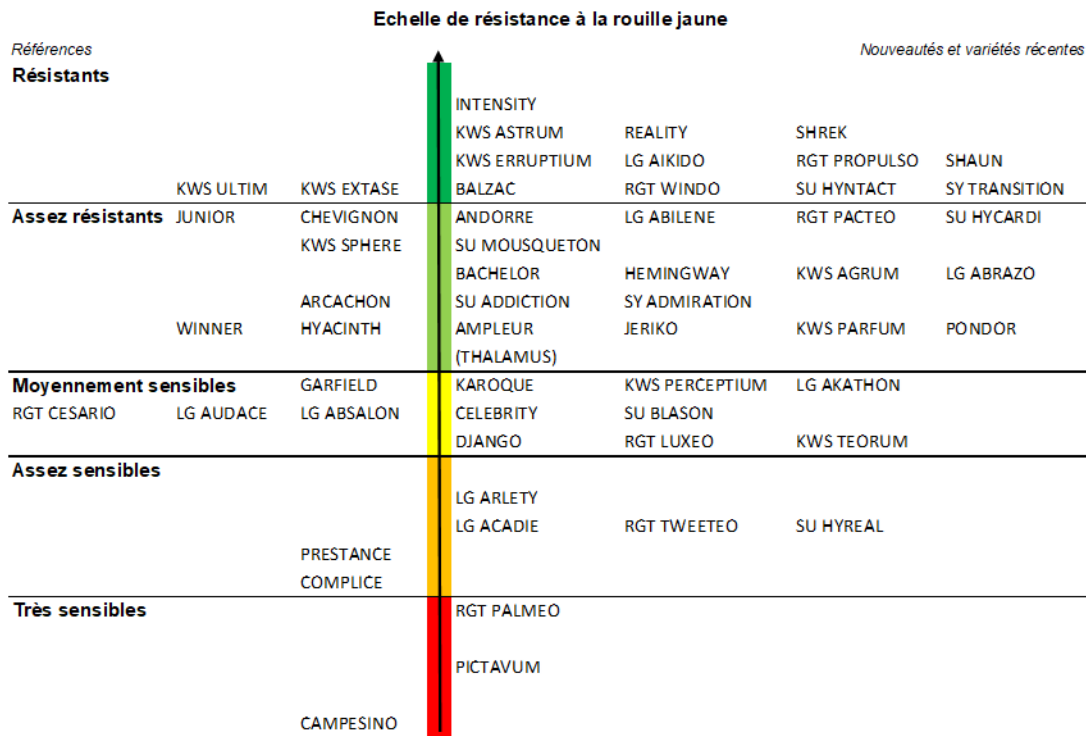 Echelle de résistance à la rouille jaune
Références Nouveautés et variétés récentes
Résistants
INTENSITY
KWS ASTRUM REALITY SHREK
KWS ERRUPTIUM LG AIKIDO RGT PROPULSO SHAUN
KWS ULTIM KWS EXTASE BALZAC RGT WINDO SU HYNTACT SY TRANSITION
Assez résistants JUNIOR CHEVIGNON ANDORRE LG ABILENE RGT PACTEO SU HYCARDI
KWS SPHERE SU MOUSQUETON
BACHELOR HEMINGWAY KWS AGRUM LG ABRAZO
ARCACHON SU ADDICTION SY ADMIRATION
WINNER HYACINTH AMPLEUR JERIKO KWS PARFUM PONDOR
(THALAMUS)
Moyennement sensibles GARFIELD KAROQUE KWS PERCEPTIUM LG AKATHON
RGT CESARIO LG AUDACE LG ABSALON CELEBRITY SU BLASON
DJANGO RGT LUXEO KWS TEORUM
Assez sensibles
LG ARLETY
LG ACADIE RGT TWEETEO SU HYREAL
PRESTANCE
COMPLICE
Très sensibles RGT PALMEO
PICTAVUM
CAMPESINO